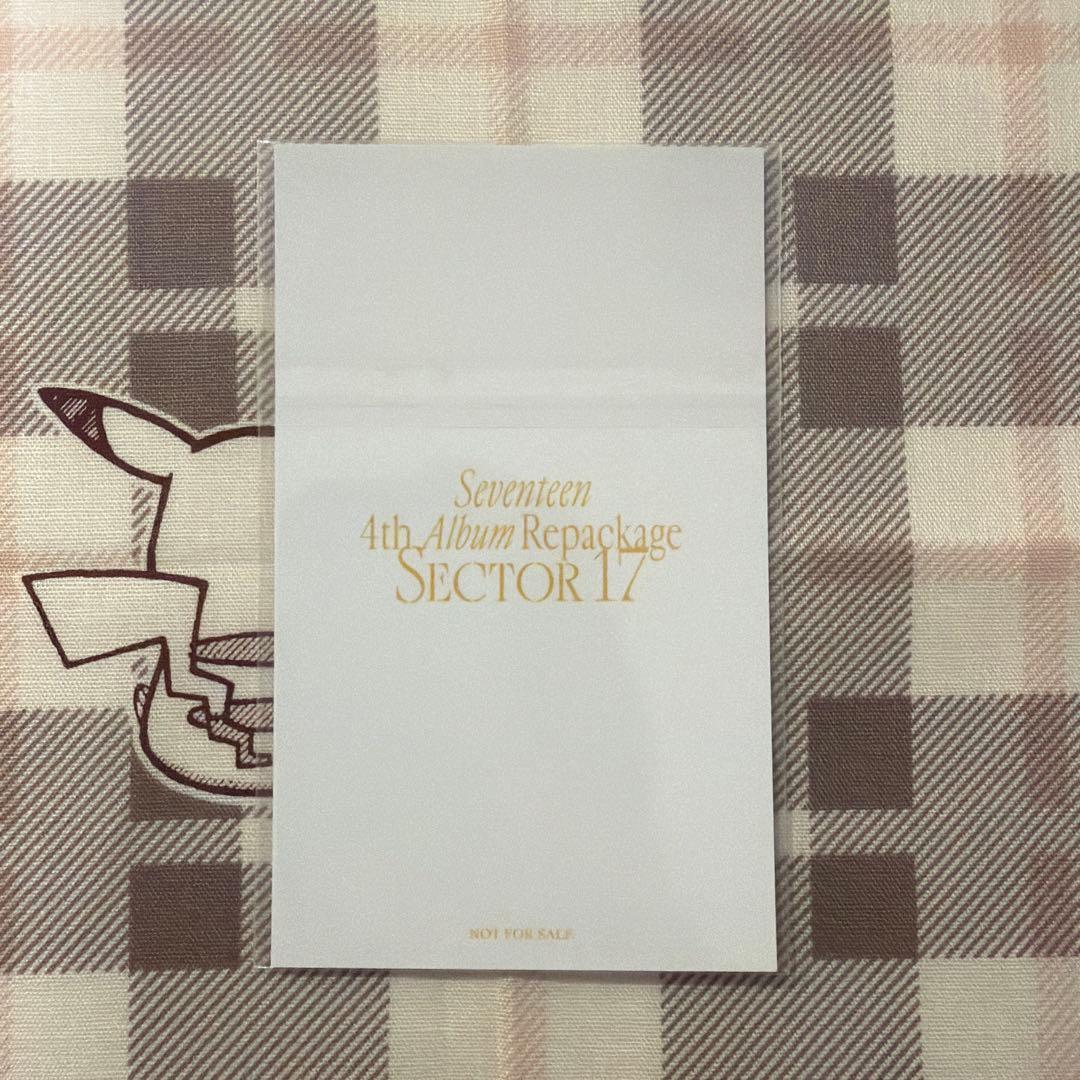 Seventeen
4th Album Repackage
SECTOR 17
NOT FOR SALE